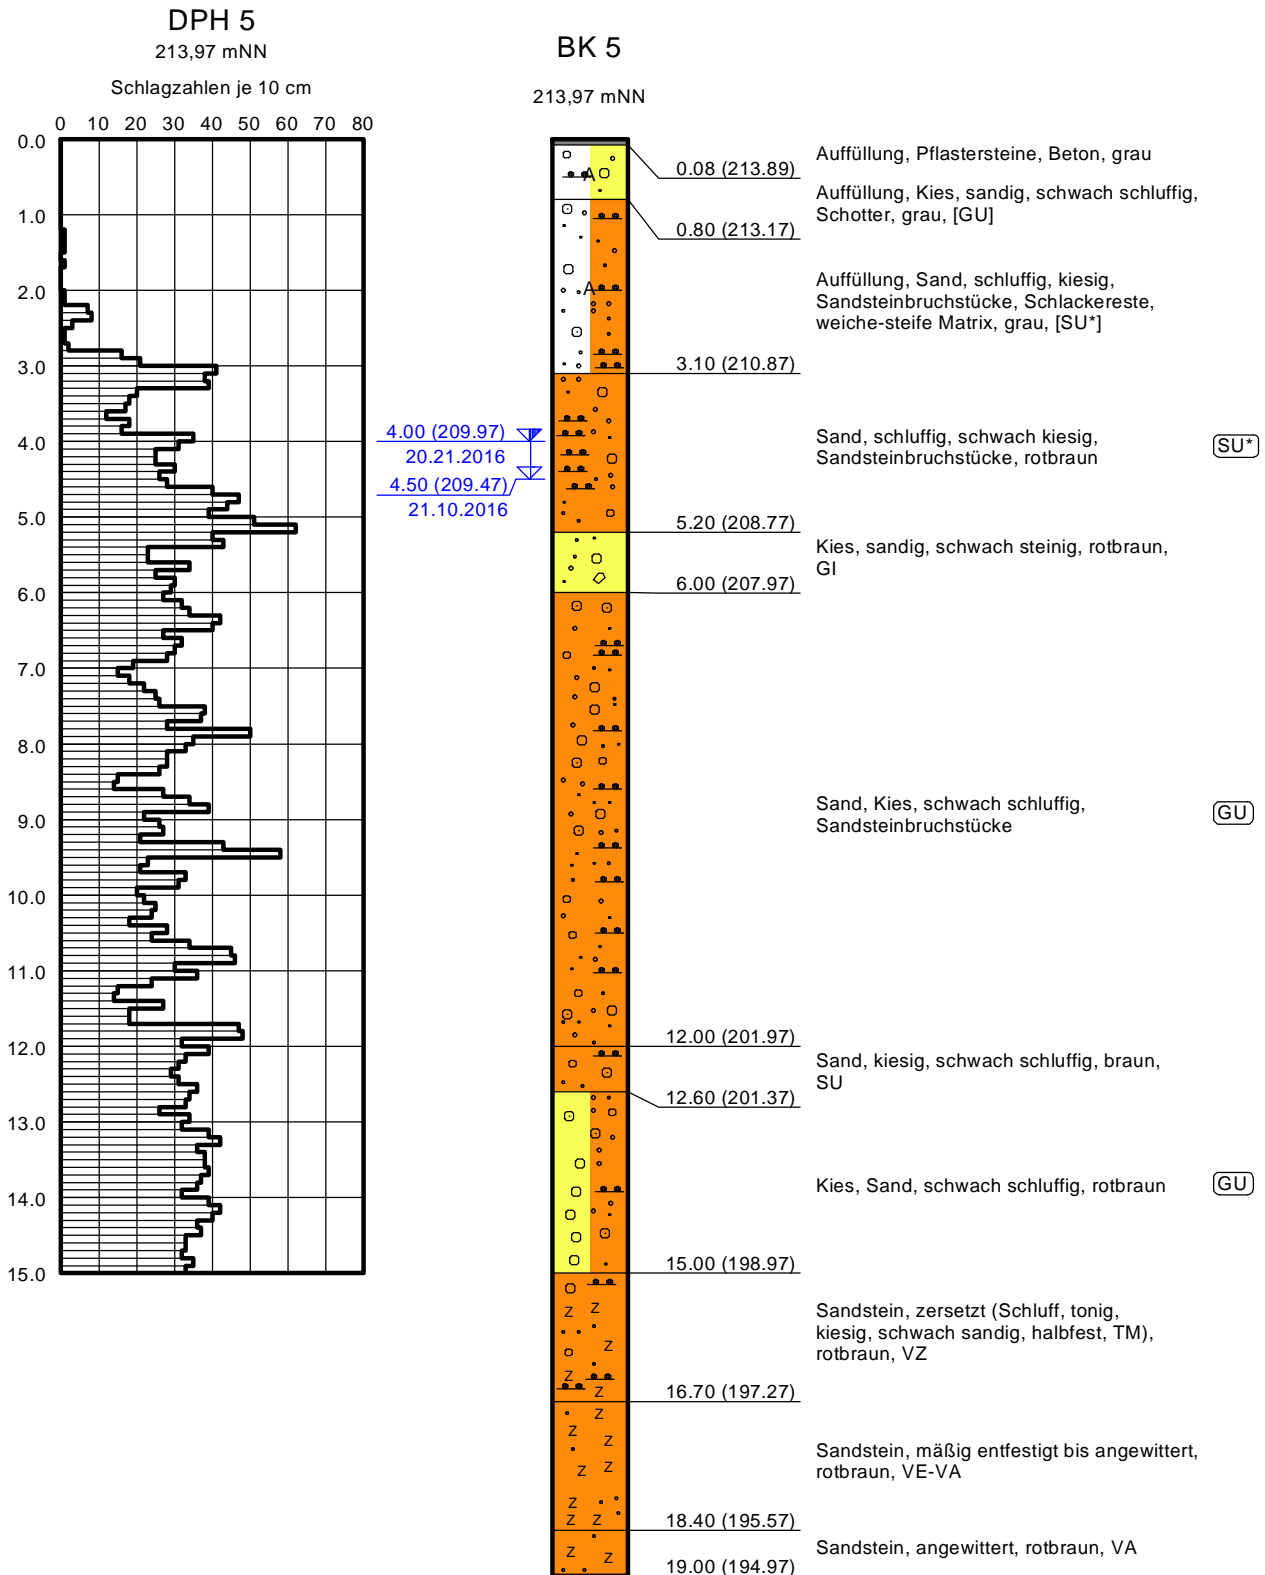 DPH 5
213,97 mNN
Schlagzahlen je 10 cm
0 10 20 30 40 50 60 70 80
0.0
1.0
2.0
3.0
4.0
5.0
6.0
7.0
8.0
9.0
10.0
11.0
12.0
13.0
14.0
15.0
BK 5
213,97 mNN
4.00 (209.97)
20.21.2016
4.50 (209.47)
21.10.2016
A
A
Z Z
Z
Z
Z
Z
Z
Z
Z
Z
Z
Z Z
Z
Z
0.08 (213.89)
Auffüllung, Pflastersteine, Beton, grau
0.80 (213.17)
Auffüllung, Kies, sandig, schwach schluffig,
Schotter, grau, [GU]
3.10 (210.87)
Auffüllung, Sand, schluffig, kiesig,
Sandsteinbruchstücke, Schlackereste,
weiche-steife Matrix, grau, [SU*]
5.20 (208.77)
Sand, schluffig, schwach kiesig,
Sandsteinbruchstücke, rotbraun
SU*
6.00 (207.97)
Kies, sandig, schwach steinig, rotbraun,
GI
12.00 (201.97)
Sand, Kies, schwach schluffig,
Sandsteinbruchstücke
GU
12.60 (201.37)
Sand, kiesig, schwach schluffig, braun,
SU
15.00 (198.97)
Kies, Sand, schwach schluffig, rotbraun
GU
16.70 (197.27)
Sandstein, zersetzt (Schluff, tonig,
kiesig, schwach sandig, halbfest, TM),
rotbraun, VZ
18.40 (195.57)
Sandstein, mäßig entfestigt bis angewittert,
rotbraun, VE-VA
19.00 (194.97)
Sandstein, angewittert, rotbraun, VA